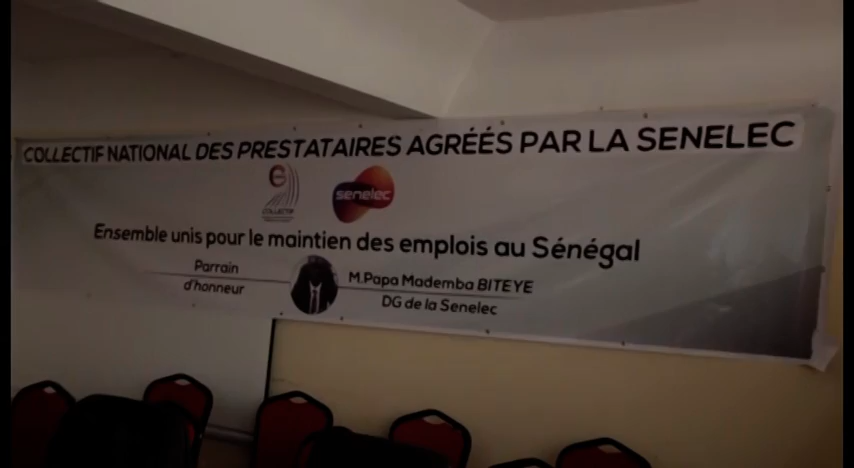 COLLECTIF NATIONAL DES PRESTATAIRES AGRÉÉS PAR LA SENELEC
COLLECTIF
senelec
Ensemble unis pour le maintien des emplois au Sénégal
Parrain
d'honneur
M.Papa Mademba BITEYE
DG de la Senelec